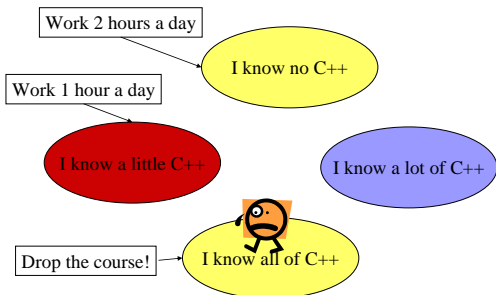 Work 2 hours a day
I know no C++
Work 1 hour a day
I know a little C++
I know a lot of C++
Drop the course!
I know all of C++